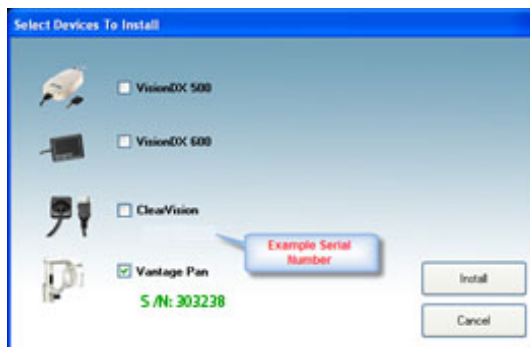 Select Devices To Install
VisionDX 500
VisionDX 600
ClearVision
Example Serial
Number
Vantage Pan
S /N: 303238
Install
Cancel